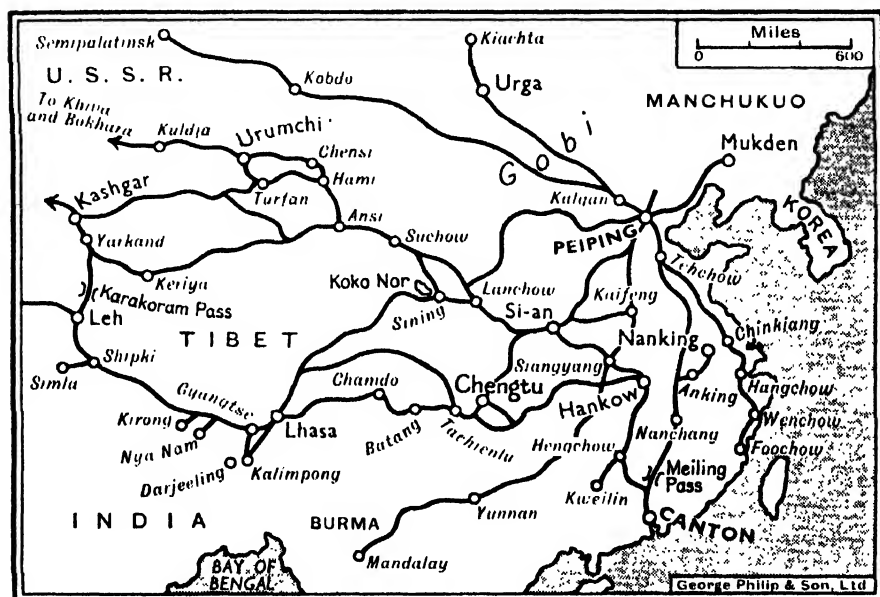 Miles
0 600
Semipalatinsk
Kiachta
U. S. S. R.
Kobdo
Urga
MANCHUKUO
To Khiva
and Bokhara
Kuldja
Urumchi
Chensi
Gobi
Mukden
Kashgar
Turfan
Hami
Kalgan
KOREA
Yarkand
Ansi
Suchow
PEIPING
Keriya
Tehchow
Karakoram Pass
Koko Nor
Lanchow
Kaifeng
Leh
Sining
Si-an
TIBET
Nanking
Chinkiang
Shipki
Siangyang
Simla
Chamdo
Chengtu
Hankow
Anking
Hangchow
Gyangtse
Wenchow
Kirong
Lhasa
Batang
Tachienlu
Hengchow
Nanchang
Foochow
Nya Nam
Darjeeling
Kalimpong
Meiling
Pass
Kweilin
INDIA
BURMA
Yunnan
CANTON
Mandalay
BAY OF
BENGAL
George Philip & Son, Ltd